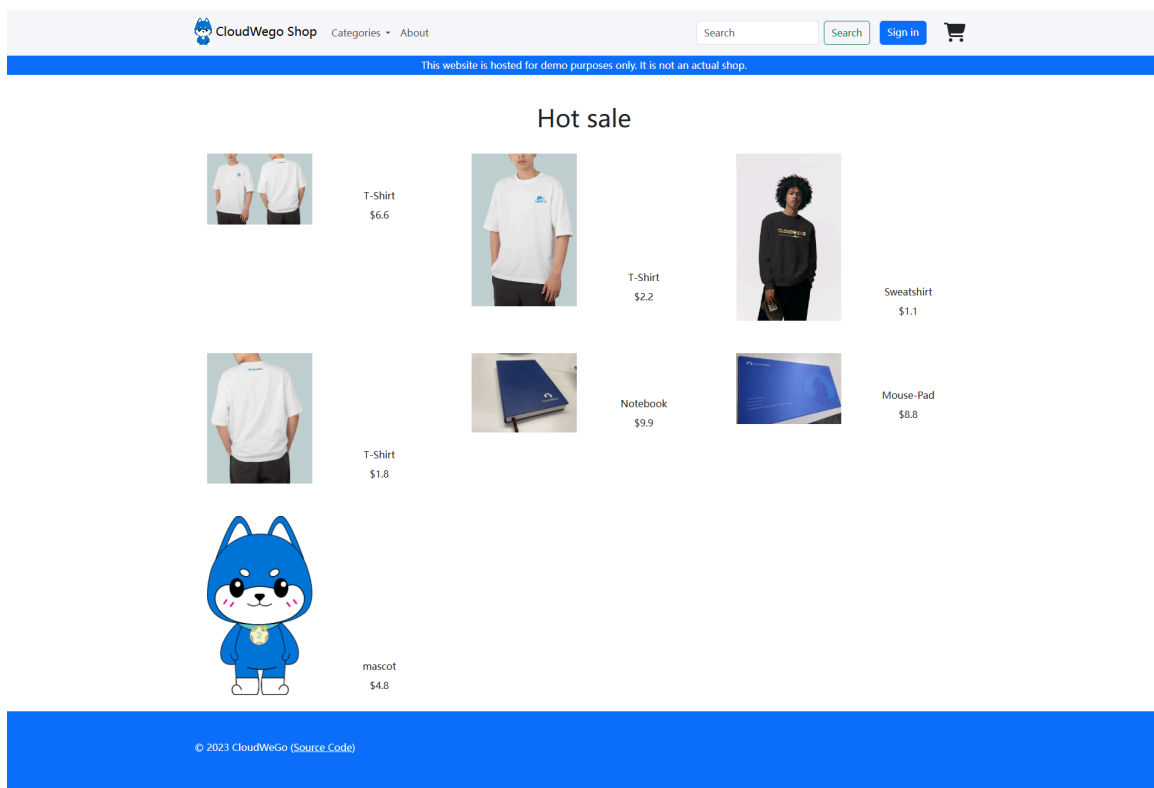 CloudWego Shop Categories About Search Search Sign in
This website is hosted for demo purposes only. It is not an actual shop.
Hot sale
T-Shirt
$6.6
T-Shirt
$2.2
CLOUDWEGO
Sweatshirt
$1.1
T-Shirt
$1.8
Notebook
$9.9
Mouse-Pad
$8.8
2
mascot
$4.8
© 2023 CloudWeGo (Source Code)